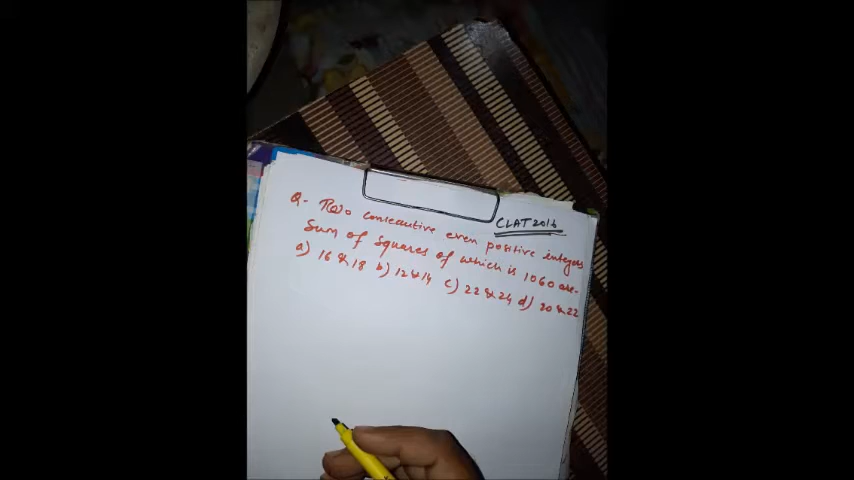 CLAT 2016
Q- Two consecutive even positive integers
Sum of Squares of which is 1060 are-
a) 16 & 18 b) 12 & 14 c) 22 & 24 d) 20 & 22